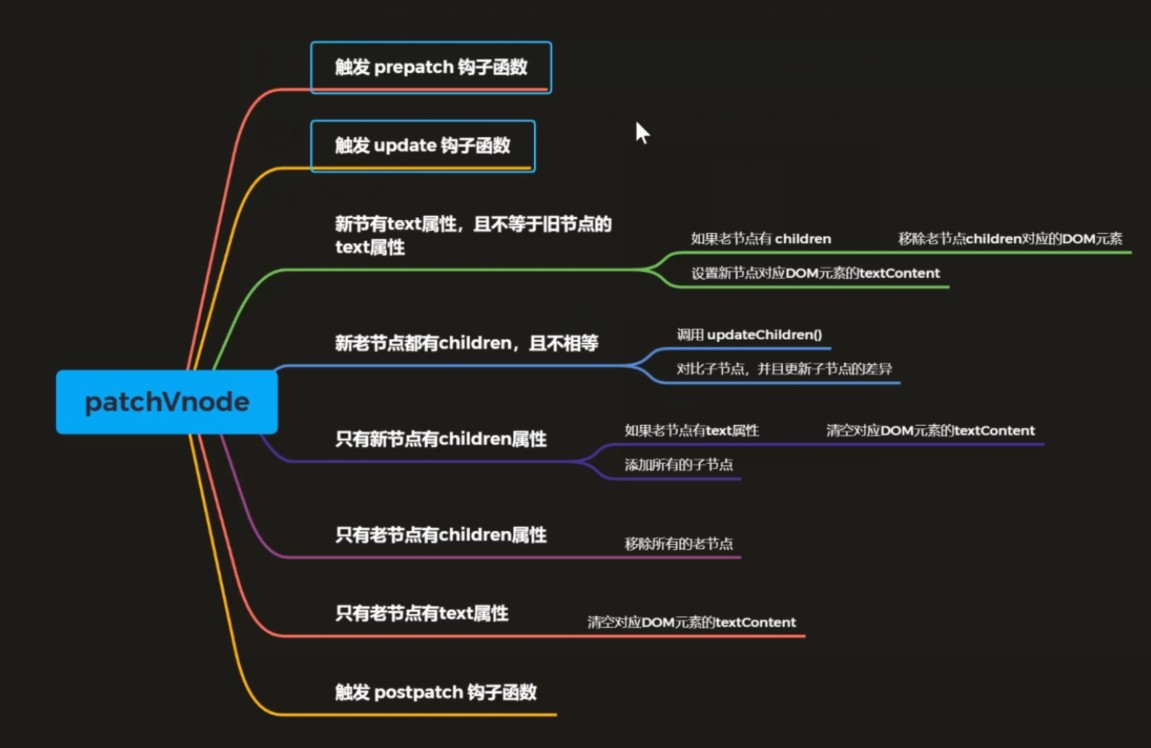 触发 prepatch 钩子函数
触发 update 钩子函数
新节有text属性，且不等于旧节点的
text属性
如果老节点有 children
移除老节点children对应的DOM元素
设置新节点对应DOM元素的textContent
新老节点都有children，且不相等
调用 updateChildren()
对比子节点，并且更新子节点的差异
patchVnode
只有新节点有children属性
如果老节点有text属性
清空对应DOM元素的textContent
添加所有的子节点
只有老节点有children属性
移除所有的老节点
只有老节点有text属性
清空对应DOM元素的textContent
触发 postpatch 钩子函数